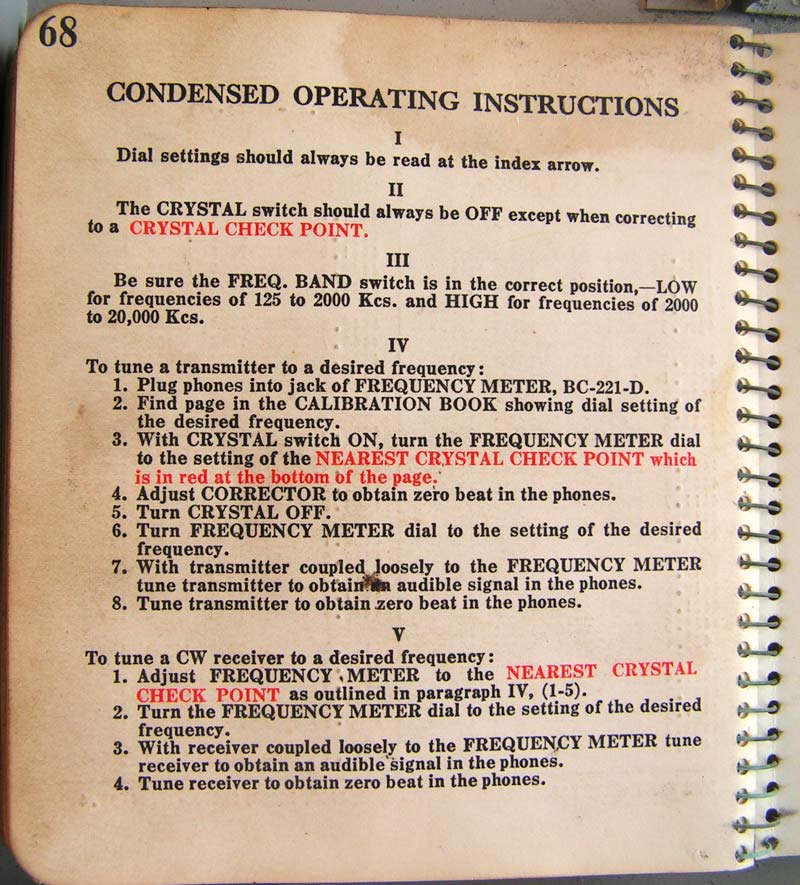 68
CONDENSED OPERATING INSTRUCTIONS
I
Dial settings should always be read at the index arrow.
II
The CRYSTAL switch should always be OFF except when correcting
to a CRYSTAL CHECK POINT.
III
Be sure the FREQ. BAND switch is in the correct position,—LOW
for frequencies of 125 to 2000 Kcs. and HIGH for frequencies of 2000
to 20,000 Kcs.
IV
To tune a transmitter to a desired frequency:
1. Plug phones into jack of FREQUENCY METER, BC-221-D.
2. Find page in the CALIBRATION BOOK showing dial setting of
the desired frequency.
3. With CRYSTAL switch ON, turn the FREQUENCY METER dial
to the setting of the NEAREST CRYSTAL CHECK POINT which
is in red at the bottom of the page.
4. Adjust CORRECTOR to obtain zero beat in the phones.
5. Turn CRYSTAL OFF.
6. Turn FREQUENCY METER dial to the setting of the desired
frequency.
7. With transmitter coupled loosely to the FREQUENCY METER
tune transmitter to obtain an audible signal in the phones.
8. Tune transmitter to obtain zero beat in the phones.
V
To tune a CW receiver to a desired frequency:
1. Adjust FREQUENCY METER to the NEAREST CRYSTAL
CHECK POINT as outlined in paragraph IV, (1-5).
2. Turn the FREQUENCY METER dial to the setting of the desired
frequency.
3. With receiver coupled loosely to the FREQUENCY METER tune
receiver to obtain an audible signal in the phones.
4. Tune receiver to obtain zero beat in the phones.